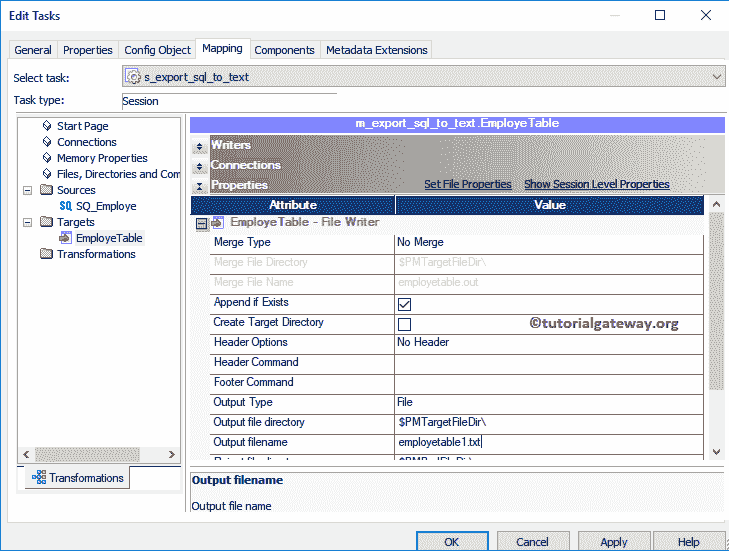 Edit Tasks
General Properties Config Object Mapping Components Metadata Extensions
Select task: s_export_sql_to_text
Task type: Session
Start Page
Connections
Memory Properties
Files, Directories and Com
Sources
SQ_Employe
Targets
EmployeTable
Transformations
Transformations
m_export_sql_to_text.EmployeTable
Writers
Connections
Properties Set File Properties Show Session Level Properties
Attribute Value
EmployeTable - File Writer
Merge Type No Merge
Merge File Directory $PMTargetFileDir\
Merge File Name employetable.out
Append if Exists
Create Target Directory
©tutorialgateway.org
Header Options No Header
Header Command
Footer Command
Output Type File
Output file directory $PMTargetFileDir\
Output filename employetable1.txt
Output filename
Output file name
OK Cancel Apply Help